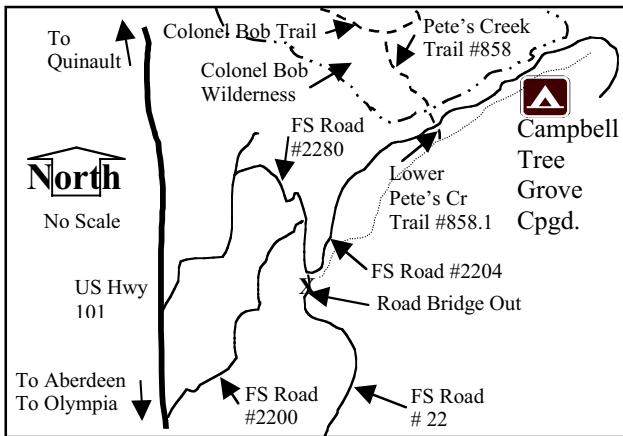 To
Quinault
Colonel Bob Trail
Pete's Creek
Trail #858
Colonel Bob
Wilderness
FS Road
#2280
North
No Scale
Campbell
Tree
Grove
Cpgd.
Lower
Pete's Cr
Trail #858.1
FS Road #2204
X
Road Bridge Out
US Hwy
101
To Aberdeen
To Olympia
FS Road
#2200
FS Road
# 22